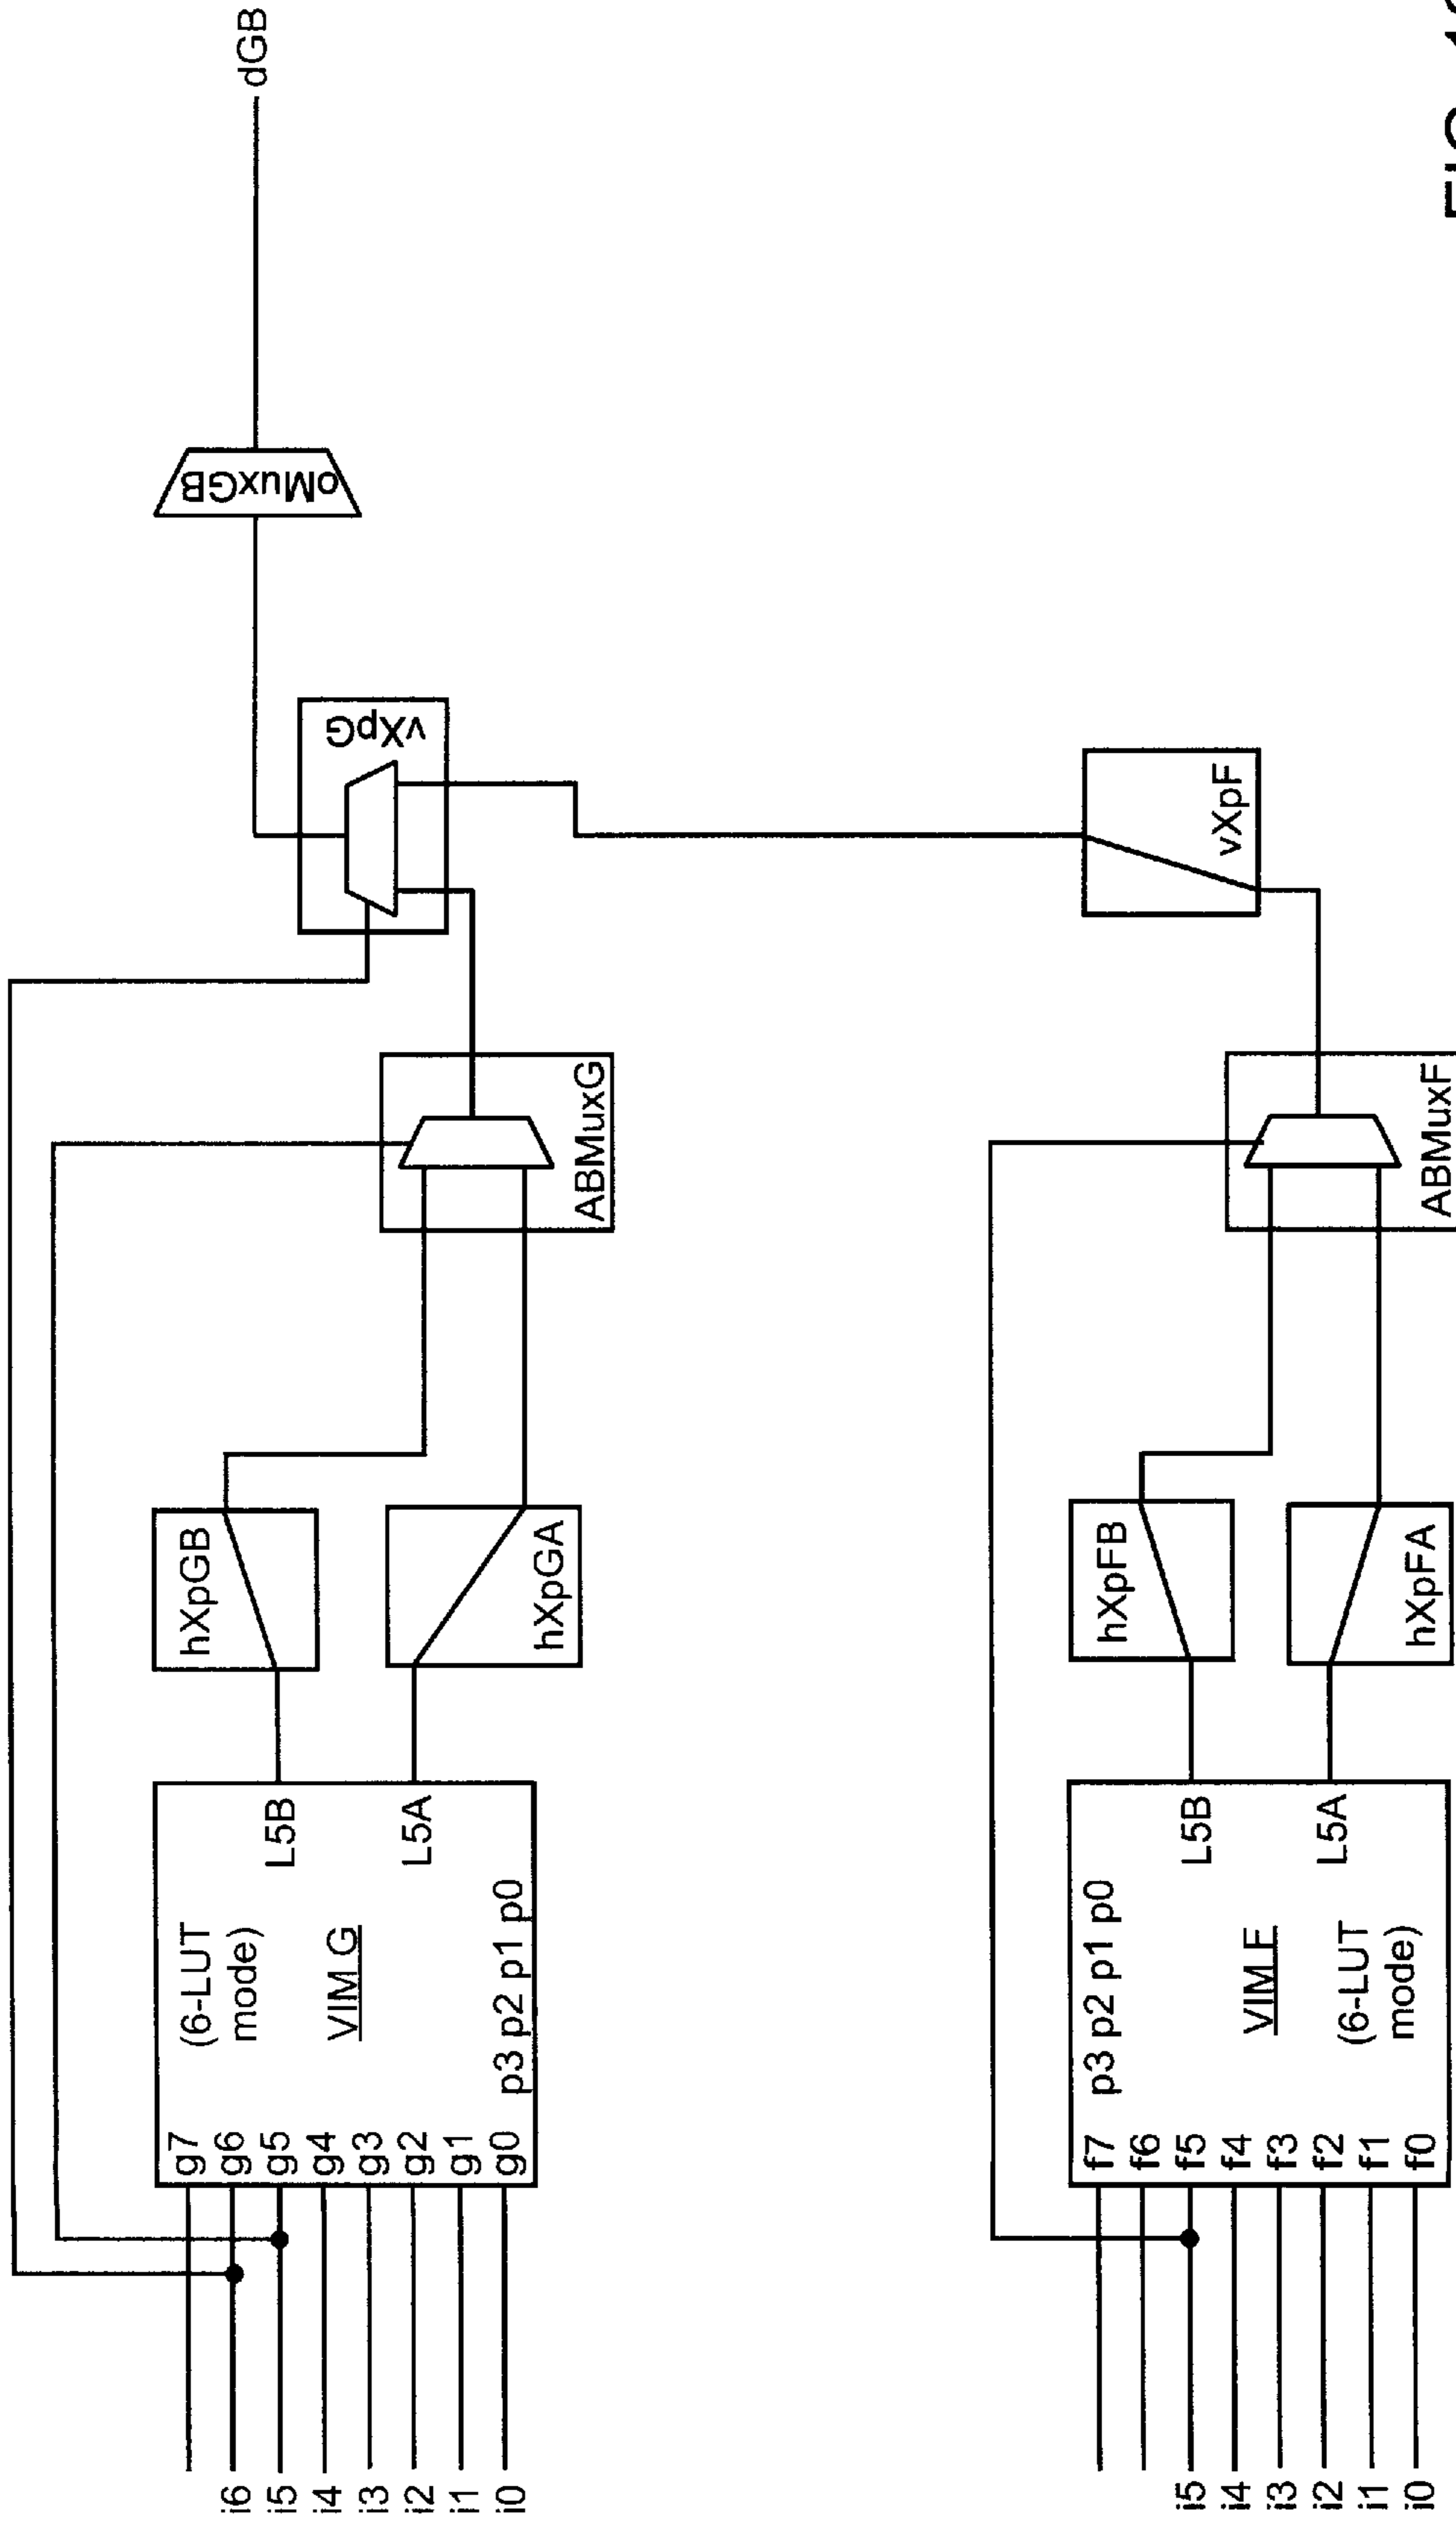 dGB
oMuxGB
vXpG
vXpF
ABMuxG
ABMuxF
hXpGB
hXpGA
hXpFB
hXpFA
(6-LUT
mode)
VIM G
L5B
L5A
p3 p2 p1 p0
g7
g6
g5
g4
g3
g2
g1
g0
i6
i5
i4
i3
i2
i1
i0
p3 p2 p1 p0
L5B
VIM F
L5A
(6-LUT
mode)
f7
f6
f5
f4
f3
f2
f1
f0
i5
i4
i3
i2
i1
i0